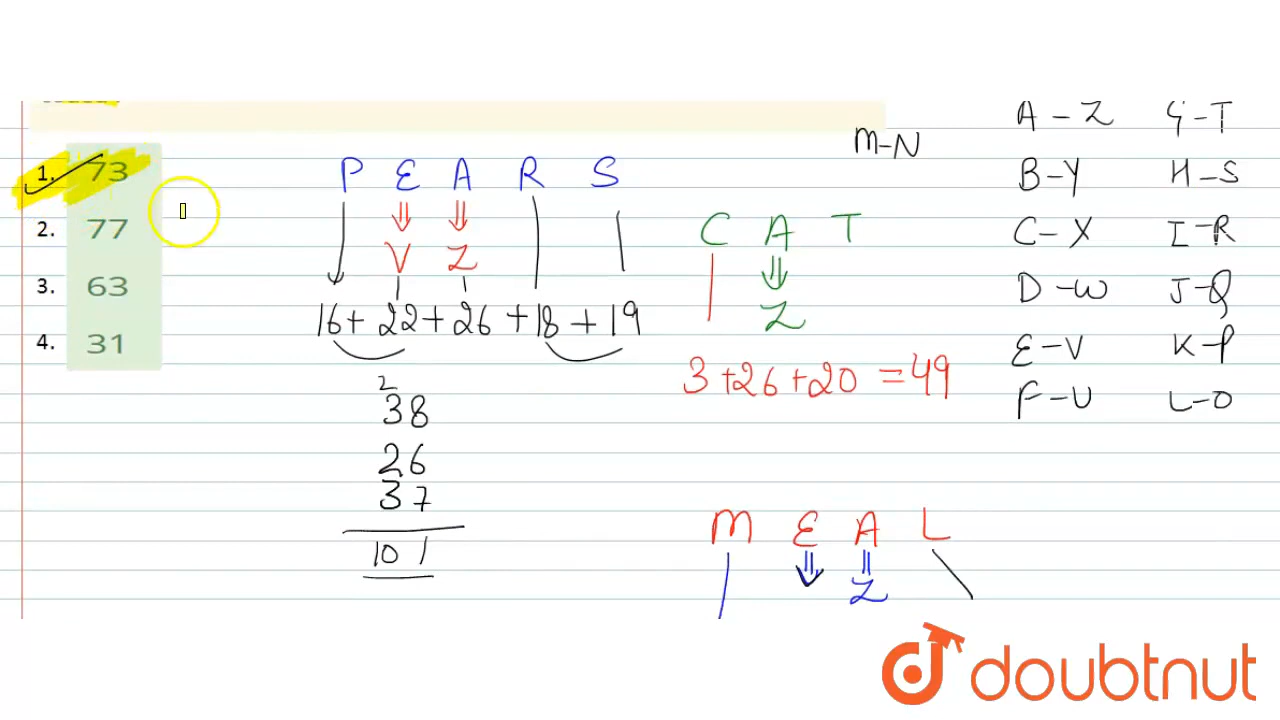 1. 73
2. 77
3. 63
4. 31
P E A R S
V Z
16 + 22 + 26 + 18 + 19
2
38
26
37
101
M-N
C A T
Z
3 + 26 + 20 = 49
M E A L
Z
A - Z
B - Y
C - X
D - W
E - V
F - U
G - T
H - S
I - R
J - Q
K - P
L - O
doubtnut